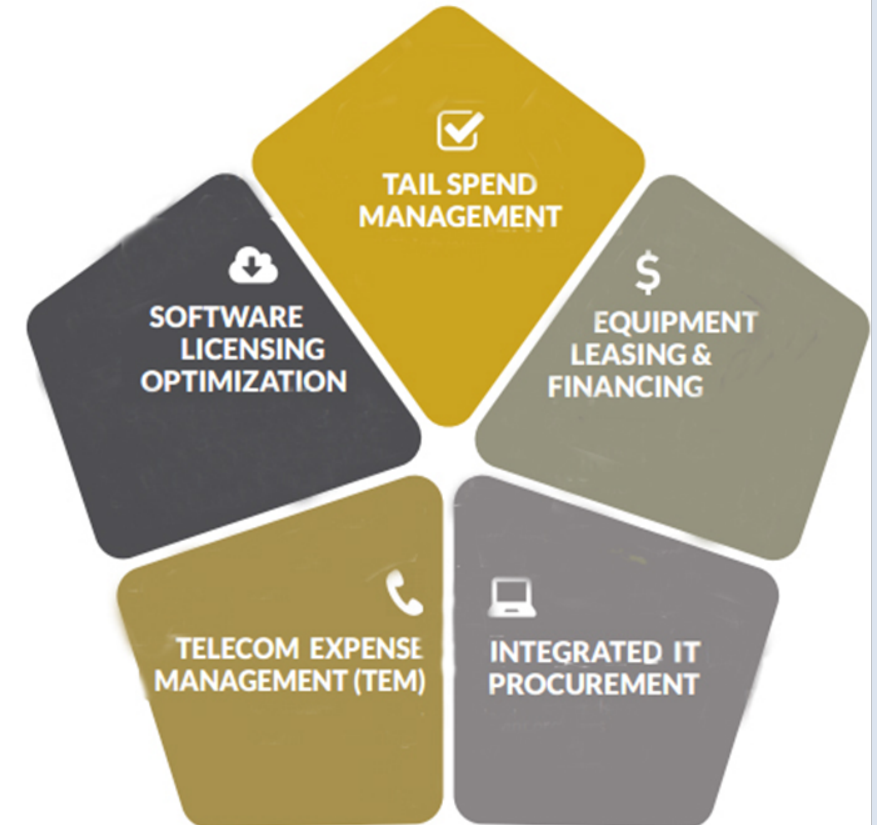 TAIL SPEND
MANAGEMENT
SOFTWARE
LICENSING
OPTIMIZATION
$
EQUIPMENT
LEASING &
FINANCING
TELECOM EXPENSE
MANAGEMENT (TEM)
INTEGRATED IT
PROCUREMENT